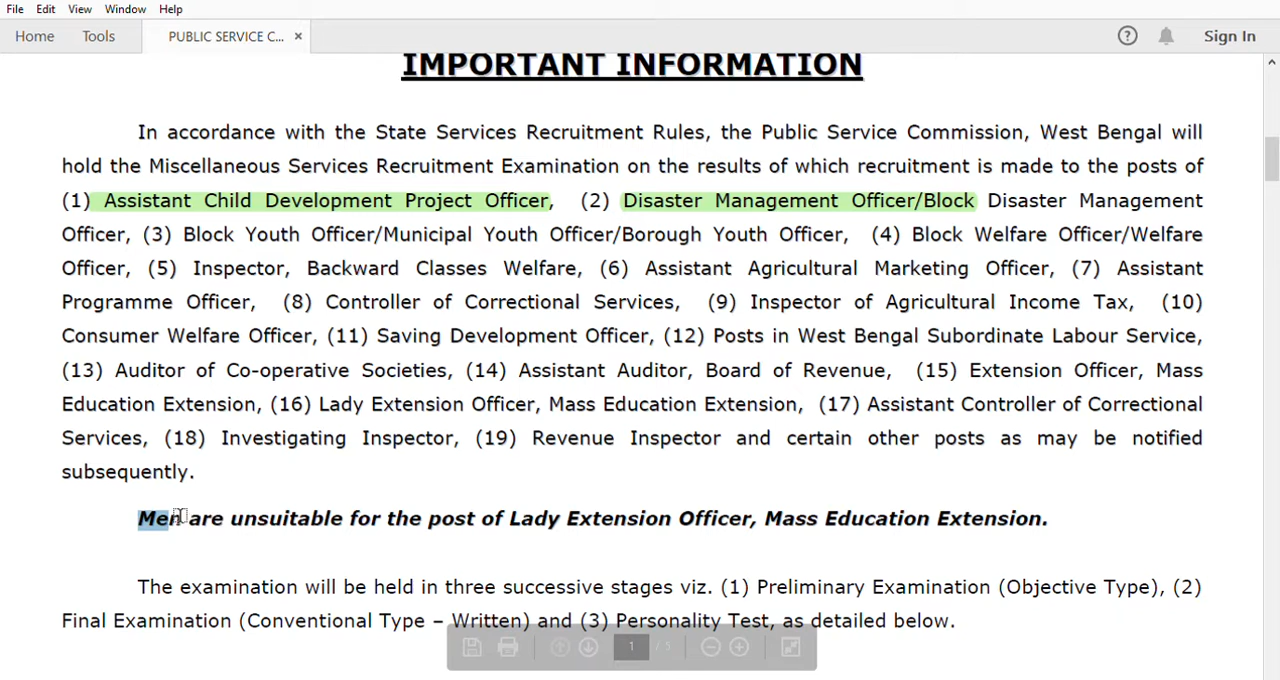 File Edit View Window Help
Home Tools PUBLIC SERVICE C... × ? Sign In
IMPORTANT INFORMATION
In accordance with the State Services Recruitment Rules, the Public Service Commission, West Bengal will
hold the Miscellaneous Services Recruitment Examination on the results of which recruitment is made to the posts of
(1) Assistant Child Development Project Officer, (2) Disaster Management Officer/Block Disaster Management
Officer, (3) Block Youth Officer/Municipal Youth Officer/Borough Youth Officer, (4) Block Welfare Officer/Welfare
Officer, (5) Inspector, Backward Classes Welfare, (6) Assistant Agricultural Marketing Officer, (7) Assistant
Programme Officer, (8) Controller of Correctional Services, (9) Inspector of Agricultural Income Tax, (10)
Consumer Welfare Officer, (11) Saving Development Officer, (12) Posts in West Bengal Subordinate Labour Service,
(13) Auditor of Co-operative Societies, (14) Assistant Auditor, Board of Revenue, (15) Extension Officer, Mass
Education Extension, (16) Lady Extension Officer, Mass Education Extension, (17) Assistant Controller of Correctional
Services, (18) Investigating Inspector, (19) Revenue Inspector and certain other posts as may be notified
subsequently.
Men are unsuitable for the post of Lady Extension Officer, Mass Education Extension.
The examination will be held in three successive stages viz. (1) Preliminary Examination (Objective Type), (2)
Final Examination (Conventional Type – Written) and (3) Personality Test, as detailed below.
1 / 5